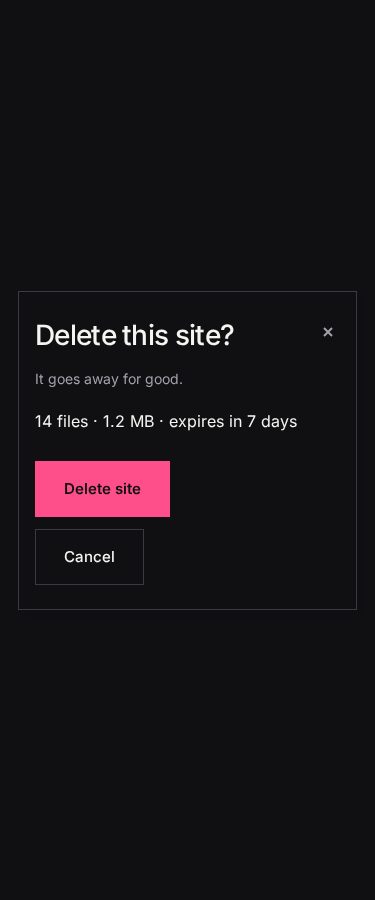 Delete this site?
It goes away for good.
14 files · 1.2 MB · expires in 7 days
Delete site
Cancel